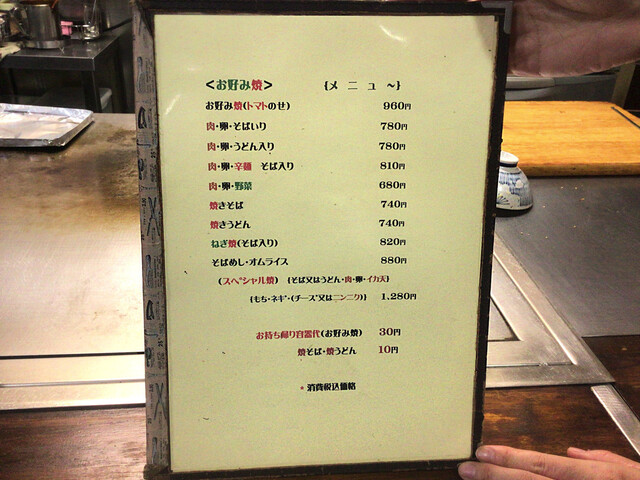 <お好み焼> {メ ニ ュ ~}
お好み焼(トマトのせ) 960円
肉・卵・そばいり 780円
肉・卵・うどん入り 780円
肉・卵・辛麺 そば入り 810円
肉・卵・野菜 680円
焼きそば 740円
焼きうどん 740円
ねぎ焼(そば入り) 820円
そばめし・オムライス 880円
(スペシャル焼) {そば又はうどん・肉・卵・イカ天}
{もち・ネギ・(チーズ又はニンニク)} 1,280円
お持ち帰り容器代(お好み焼) 30円
焼そば・焼うどん 10円
・消費税込価格